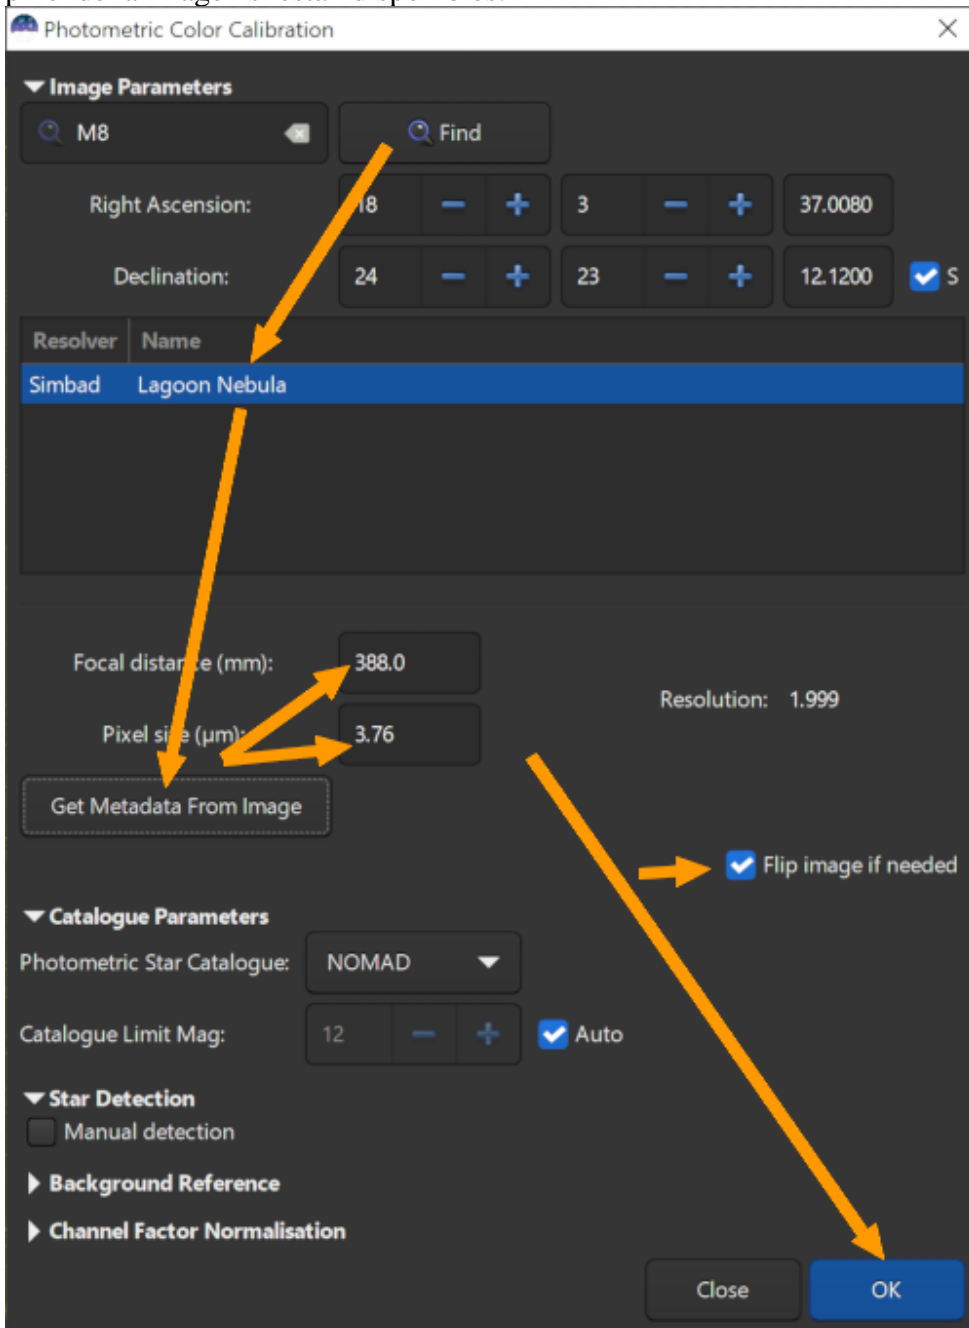 Photometric Color Calibration
Image Parameters
M8 Find
Right Ascension: 18 3 37.0080
Declination: 24 23 12.1200 S
Resolver Name
Simbad Lagoon Nebula
Focal distance (mm): 388.0
Resolution: 1.999
Pixel size (µm): 3.76
Get Metadata From Image
Flip image if needed
Catalogue Parameters
Photometric Star Catalogue: NOMAD
Catalogue Limit Mag: 12 Auto
Star Detection
Manual detection
Background Reference
Channel Factor Normalisation
Close OK